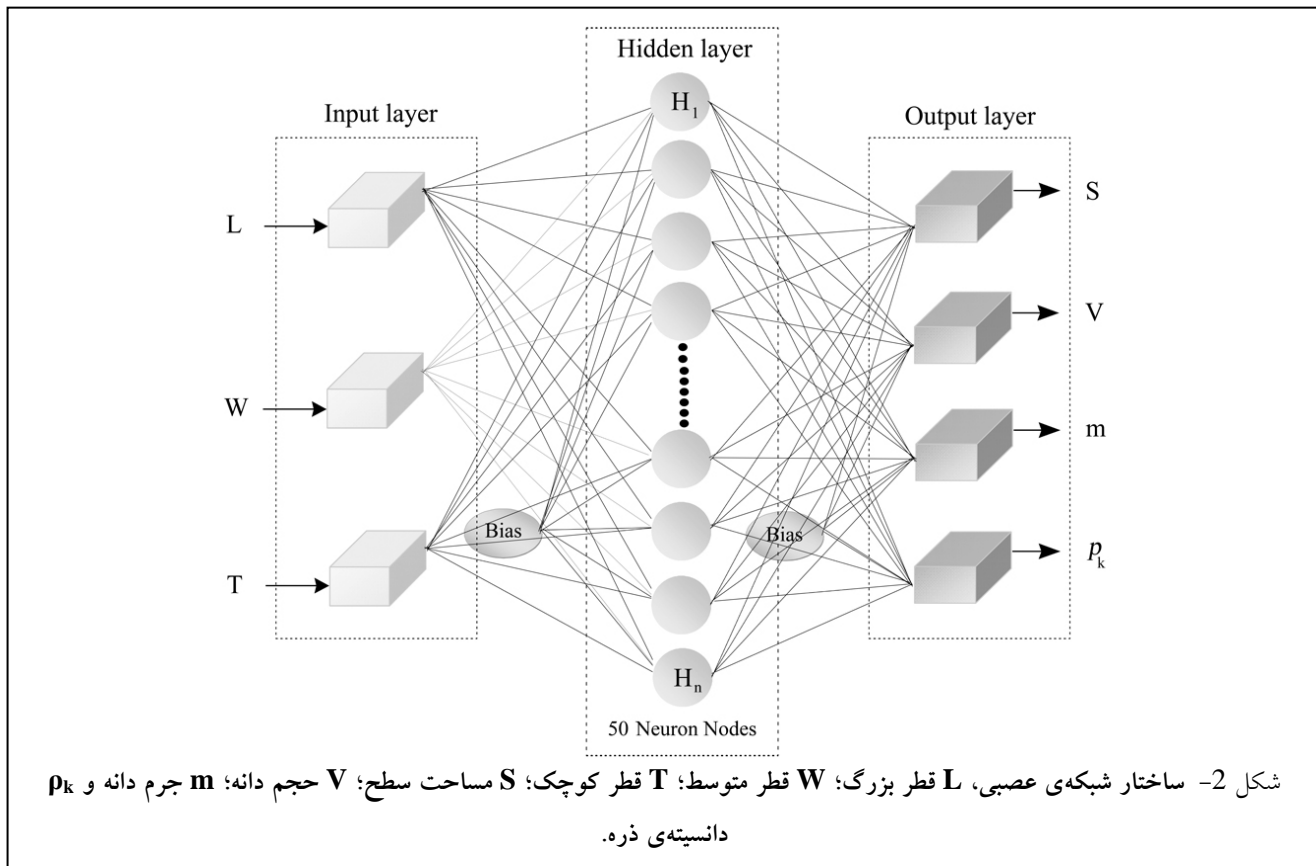 Hidden layer
Input layer
Output layer
H1
S
L
V
W
m
Bias
Bias
pk
T
Hn
50 Neuron Nodes
شکل 2- ساختار شبکه‌ی عصبی، L قطر بزرگ؛ W قطر متوسط؛ T قطر کوچک؛ S مساحت سطح؛ V حجم دانه؛ m جرم دانه و ρk
دانسیته‌ی ذره.